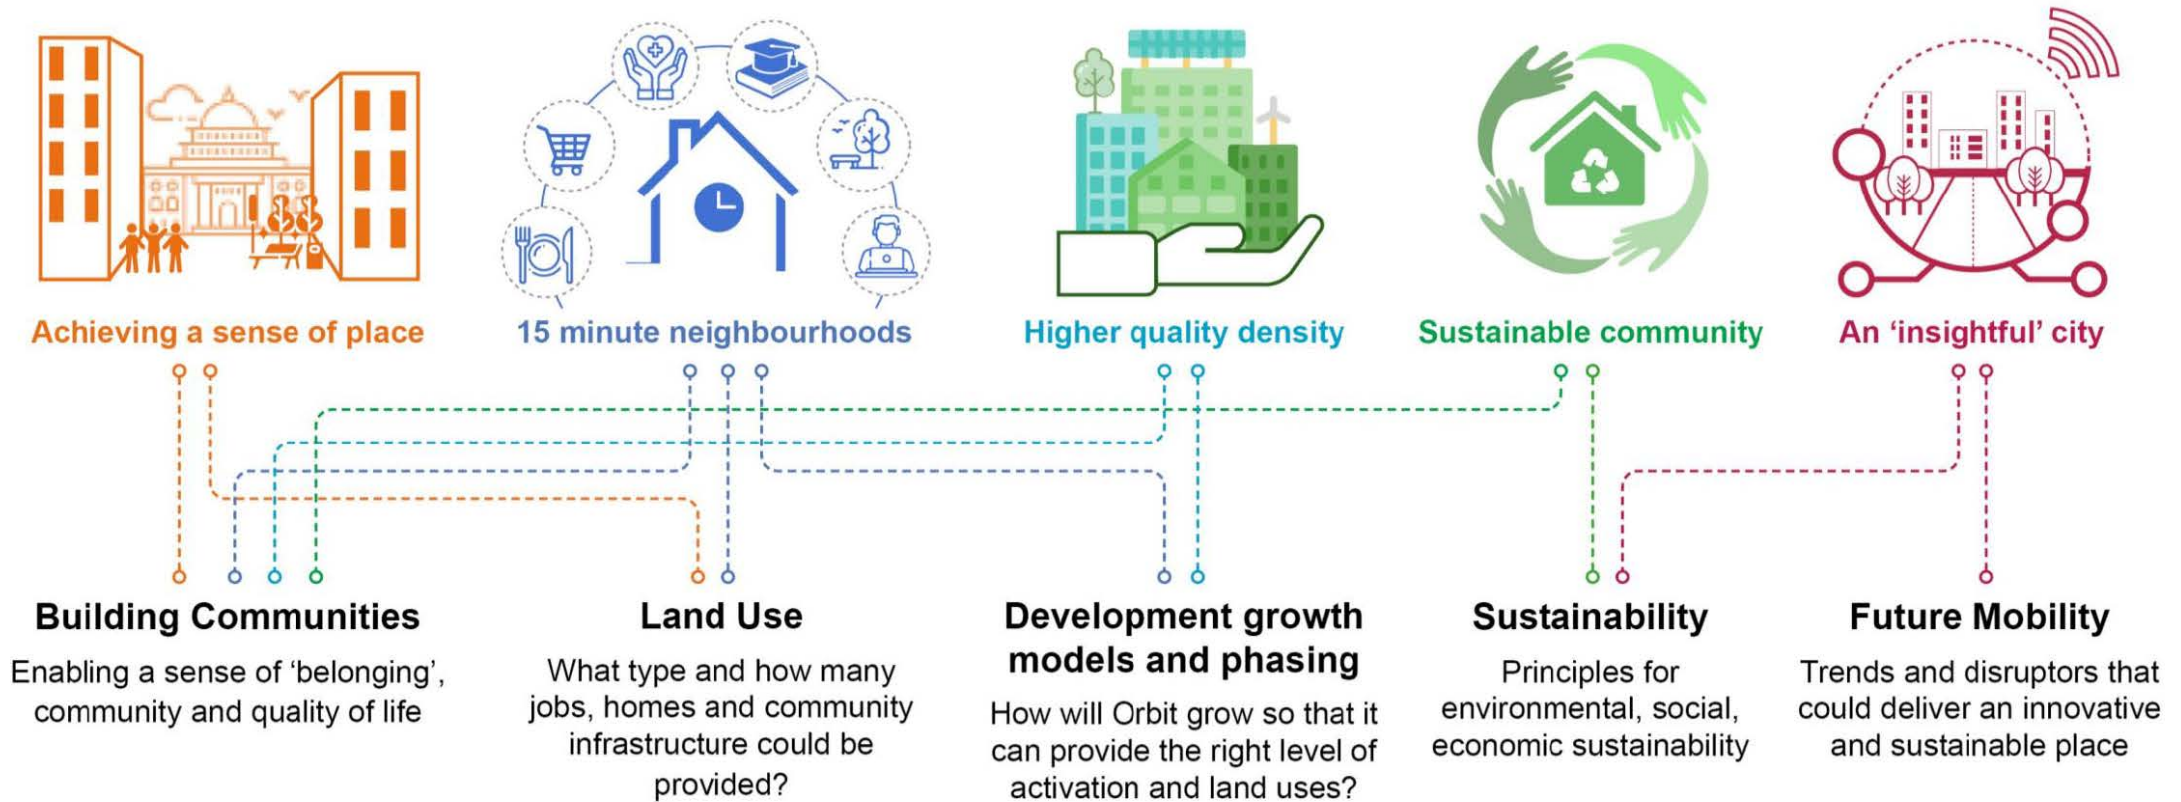 Achieving a sense of place
15 minute neighbourhoods
Higher quality density
Sustainable community
An ‘insightful’ city
Building Communities
Enabling a sense of ‘belonging’,
community and quality of life
Land Use
What type and how many
jobs, homes and community
infrastructure could be
provided?
Development growth
models and phasing
How will Orbit grow so that it
can provide the right level of
activation and land uses?
Sustainability
Principles for
environmental, social,
economic sustainability
Future Mobility
Trends and disruptors that
could deliver an innovative
and sustainable place